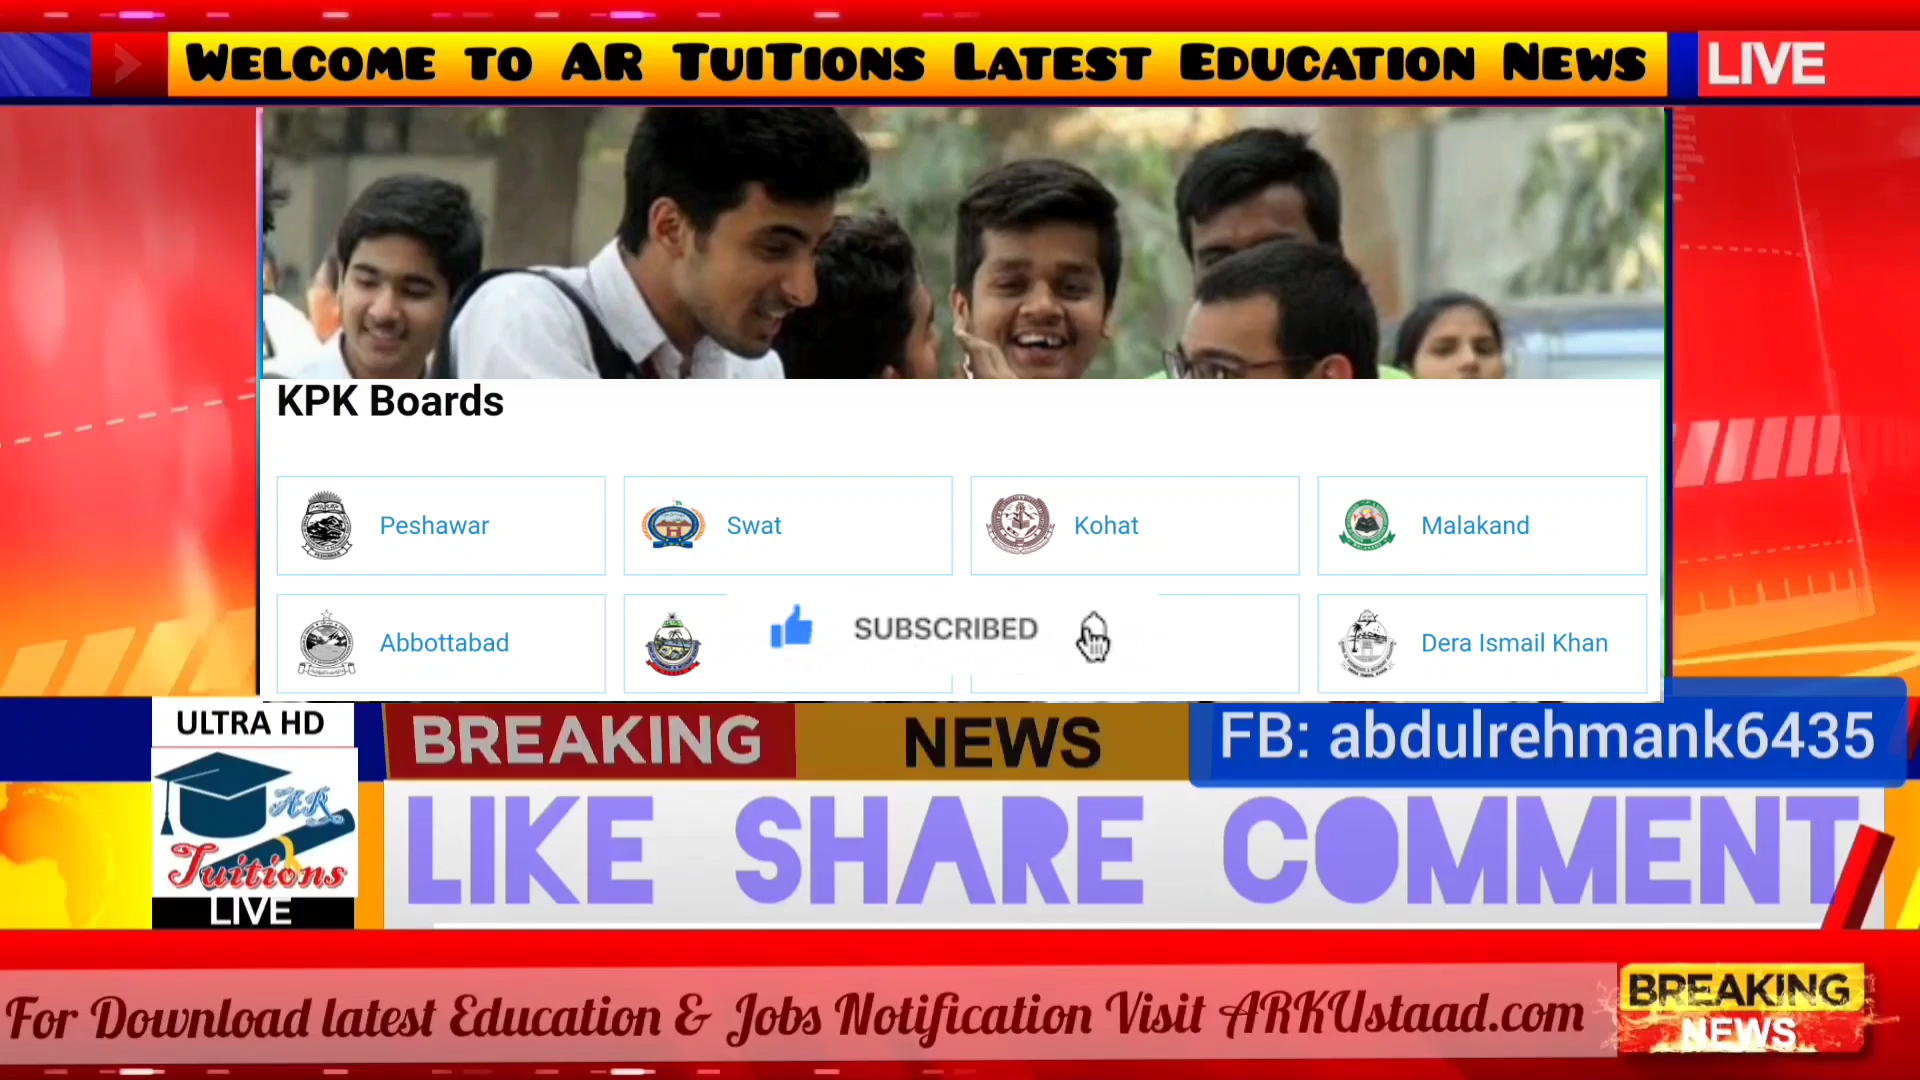 WELCOME TO AR TUITIONS LATEST EDUCATION NEWS
LIVE
KPK Boards
Peshawar
Swat
Kohat
Malakand
Abbottabad
SUBSCRIBED
Dera Ismail Khan
ULTRA HD
BREAKING NEWS
FB: abdulrehmank6435
AR
Tuitions
LIVE
LIKE SHARE COMMENT
For Download latest Education & Jobs Notification Visit ARKUstaad.com
BREAKING
NEWS